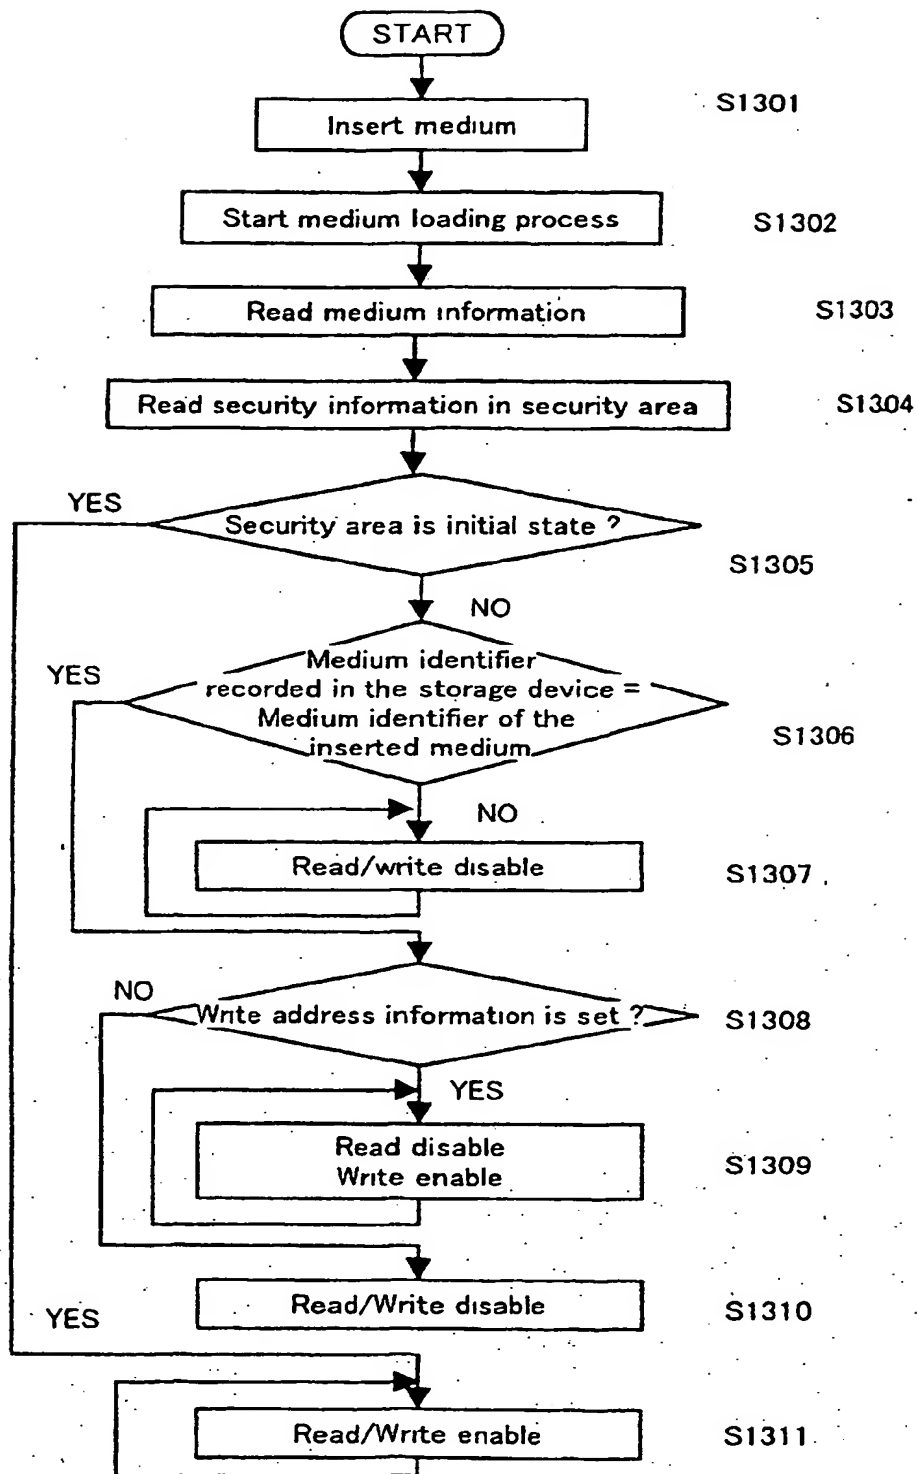 START
Insert medium
S1301
Start medium loading process
S1302
Read medium information
S1303
Read security information in security area
S1304
YES
Security area is initial state ?
S1305
NO
YES
Medium identifier
recorded in the storage device =
Medium identifier of the
inserted medium
S1306
NO
Read/write disable
S1307
NO
Write address information is set ?
S1308
YES
Read disable
Write enable
S1309
Read/Write disable
S1310
YES
Read/Write enable
S1311